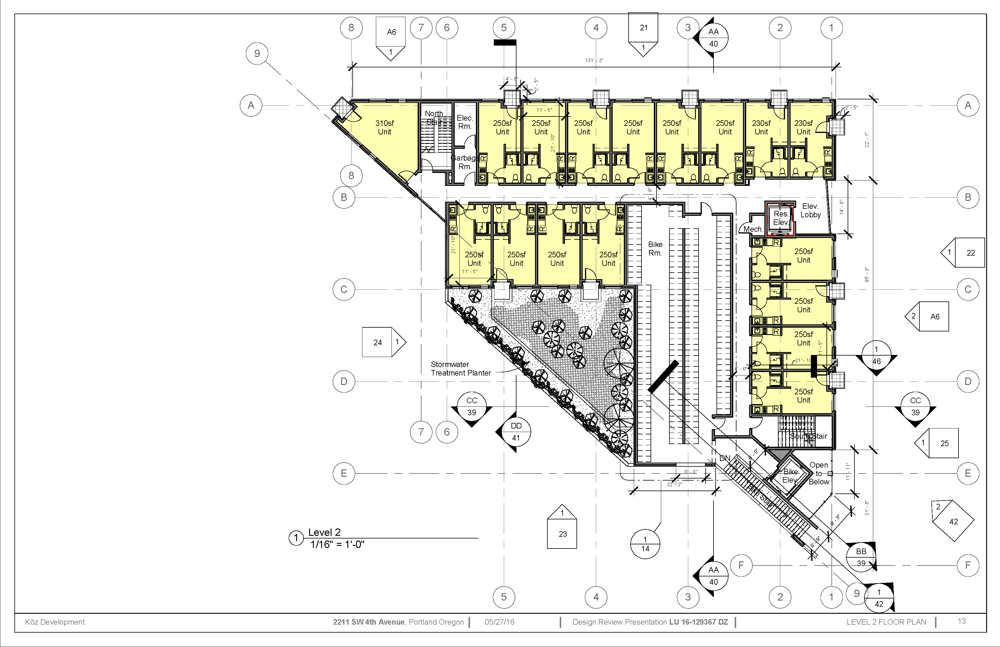 8
A6
1
7
6
5
4
21
1
3
AA
40
2
1
9
131' - 3"
4' - 6"
2' - 5"
A
A
North
Stair
Elec.
Rm.
11' - 5"
2' - 5"
310sf
Unit
250sf
Unit
250sf
Unit
250sf
Unit
250sf
Unit
250sf
Unit
250sf
Unit
230sf
Unit
230sf
Unit
21' - 10"
22' - 1"
Garbage
Rm.
R
R
R
R
R
R
R
R
8
B
B
4' - 6"
14' - 6"
Elev.
Lobby
Res.
Elev.
Mech.
R
R
R
R
21' - 10"
Bike
Rm.
250sf
Unit
250sf
Unit
250sf
Unit
250sf
Unit
11' - 5"
R
250sf
Unit
1
22
95' - 3"
C
C
250sf
Unit
R
2
A6
R
250sf
Unit
11' - 5"
24
1
1
46
21' - 10"
4' - 6"
Stormwater
Treatment Planter
D
D
250sf
Unit
R
CC
39
CC
39
DD
41
7
6
South Stair
1
25
DN
6' - 0"
Open
to
Below
Bike
Elev.
11' - 11"
E
E
8' - 0"
22' - 2"
Bike Stair
31' - 6"
9' - 3"
6' - 9"
2
42
1
23
1
14
1
Level 2
1/16" = 1'-0"
BB
39
F
F
AA
40
5
4
3
2
1
9
1
42
Kōz Development
2211 SW 4th Avenue, Portland Oregon
05/27/16
Design Review Presentation LU 16-129367 DZ
LEVEL 2 FLOOR PLAN
13